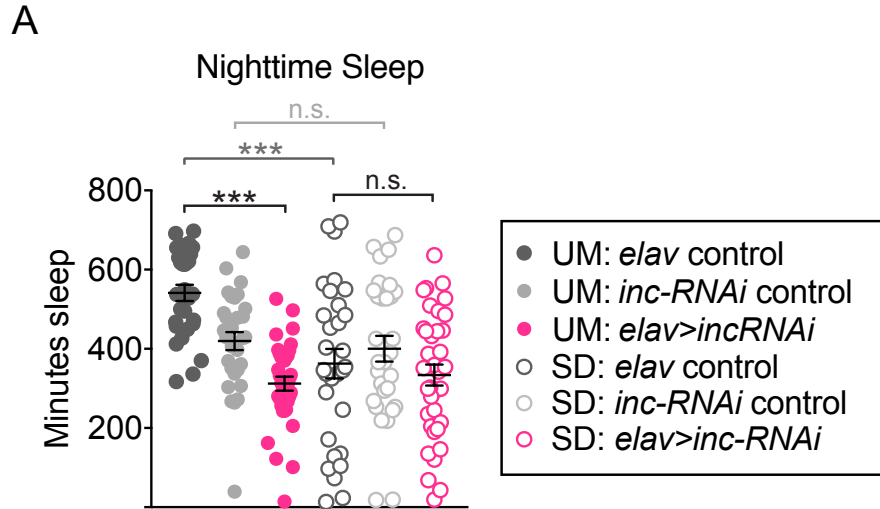 A
Nighttime Sleep
n.s.
***
***
n.s.
Minutes sleep
800
600
400
200
UM: elav control
UM: inc-RNAi control
UM: elav>incRNAi
SD: elav control
SD: inc-RNAi control
SD: elav>inc-RNAi